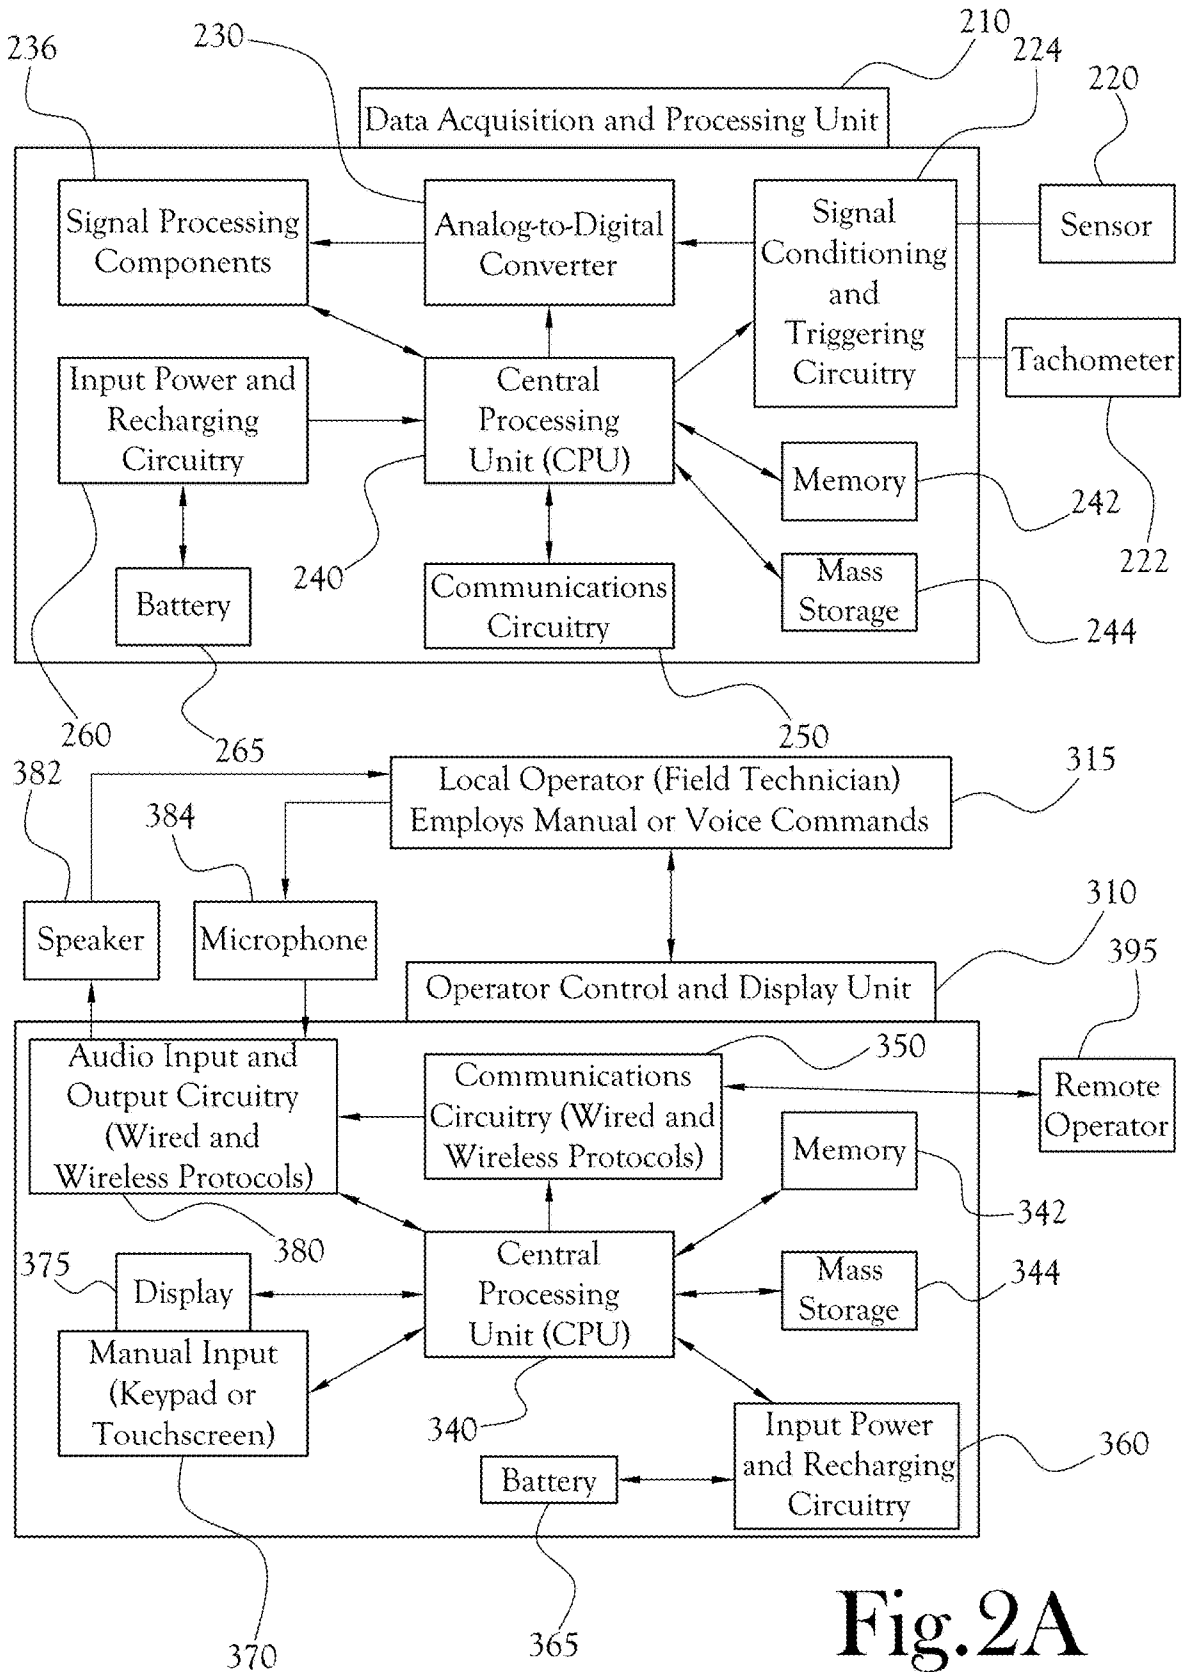 230
210
236
224
220
Data Acquisition and Processing Unit
Signal Processing
Components
Analog-to-Digital
Converter
Signal
Conditioning
and
Triggering
Circuitry
Sensor
Tachometer
Input Power and
Recharging
Circuitry
Central
Processing
Unit (CPU)
Memory
242
222
240
Mass
Storage
244
Battery
Communications
Circuitry
260
265
250
382
384
Local Operator (Field Technician)
Employs Manual or Voice Commands
315
Speaker
Microphone
310
395
Operator Control and Display Unit
350
Audio Input and
Output Circuitry
(Wired and
Wireless Protocols)
Communications
Circuitry (Wired and
Wireless Protocols)
Remote
Operator
Memory
342
380
375
Display
Central
Processing
Unit (CPU)
Mass
Storage
344
Manual Input
(Keypad or
Touchscreen)
340
Input Power
and Recharging
Circuitry
360
Battery
370
365
Fig.2A